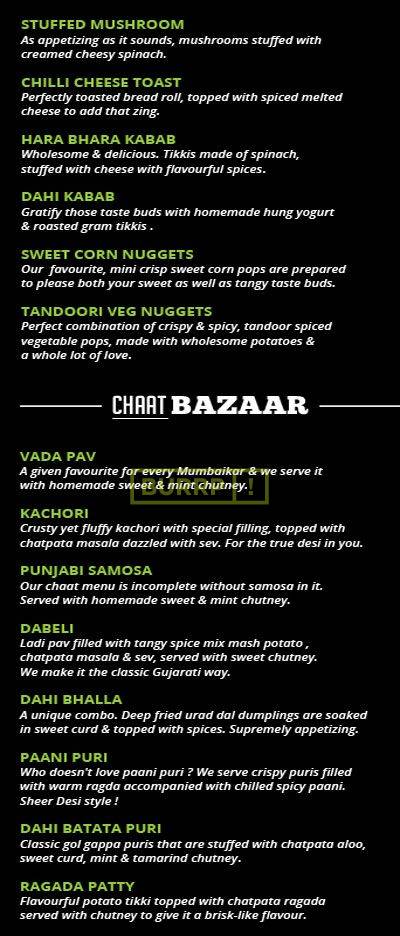 STUFFED MUSHROOM
As appetizing as it sounds, mushrooms stuffed with
creamed cheesy spinach.
CHILLI CHEESE TOAST
Perfectly toasted bread roll, topped with spiced melted
cheese to add that zing.
HARA BHARA KABAB
Wholesome & delicious. Tikkis made of spinach,
stuffed with cheese with flavourful spices.
DAHI KABAB
Gratify those taste buds with homemade hung yogurt
& roasted gram tikkis .
SWEET CORN NUGGETS
Our favourite, mini crisp sweet corn pops are prepared
to please both your sweet as well as tangy taste buds.
TANDOORI VEG NUGGETS
Perfect combination of crispy & spicy, tandoor spiced
vegetable pops, made with wholesome potatoes &
a whole lot of love.
CHAAT BAZAAR
VADA PAV
A given favourite for every Mumbaikar & we serve it
with homemade sweet & mint chutney.
BURRP!
KACHORI
Crusty yet fluffy kachori with special filling, topped with
chatpata masala dazzled with sev. For the true desi in you.
PUNJABI SAMOSA
Our chaat menu is incomplete without samosa in it.
Served with homemade sweet & mint chutney.
DABELI
Ladi pav filled with tangy spice mix mash potato ,
chatpata masala & sev, served with sweet chutney.
We make it the classic Gujarati way.
DAHI BHALLA
A unique combo. Deep fried urad dal dumplings are soaked
in sweet curd & topped with spices. Supremely appetizing.
PAANI PURI
Who doesn't love paani puri ? We serve crispy puris filled
with warm ragda accompanied with chilled spicy paani.
Sheer Desi style !
DAHI BATATA PURI
Classic gol gappa puris that are stuffed with chatpata aloo,
sweet curd, mint & tamarind chutney.
RAGADA PATTY
Flavourful potato tikki topped with chatpata ragada
served with chutney to give it a brisk-like flavour.